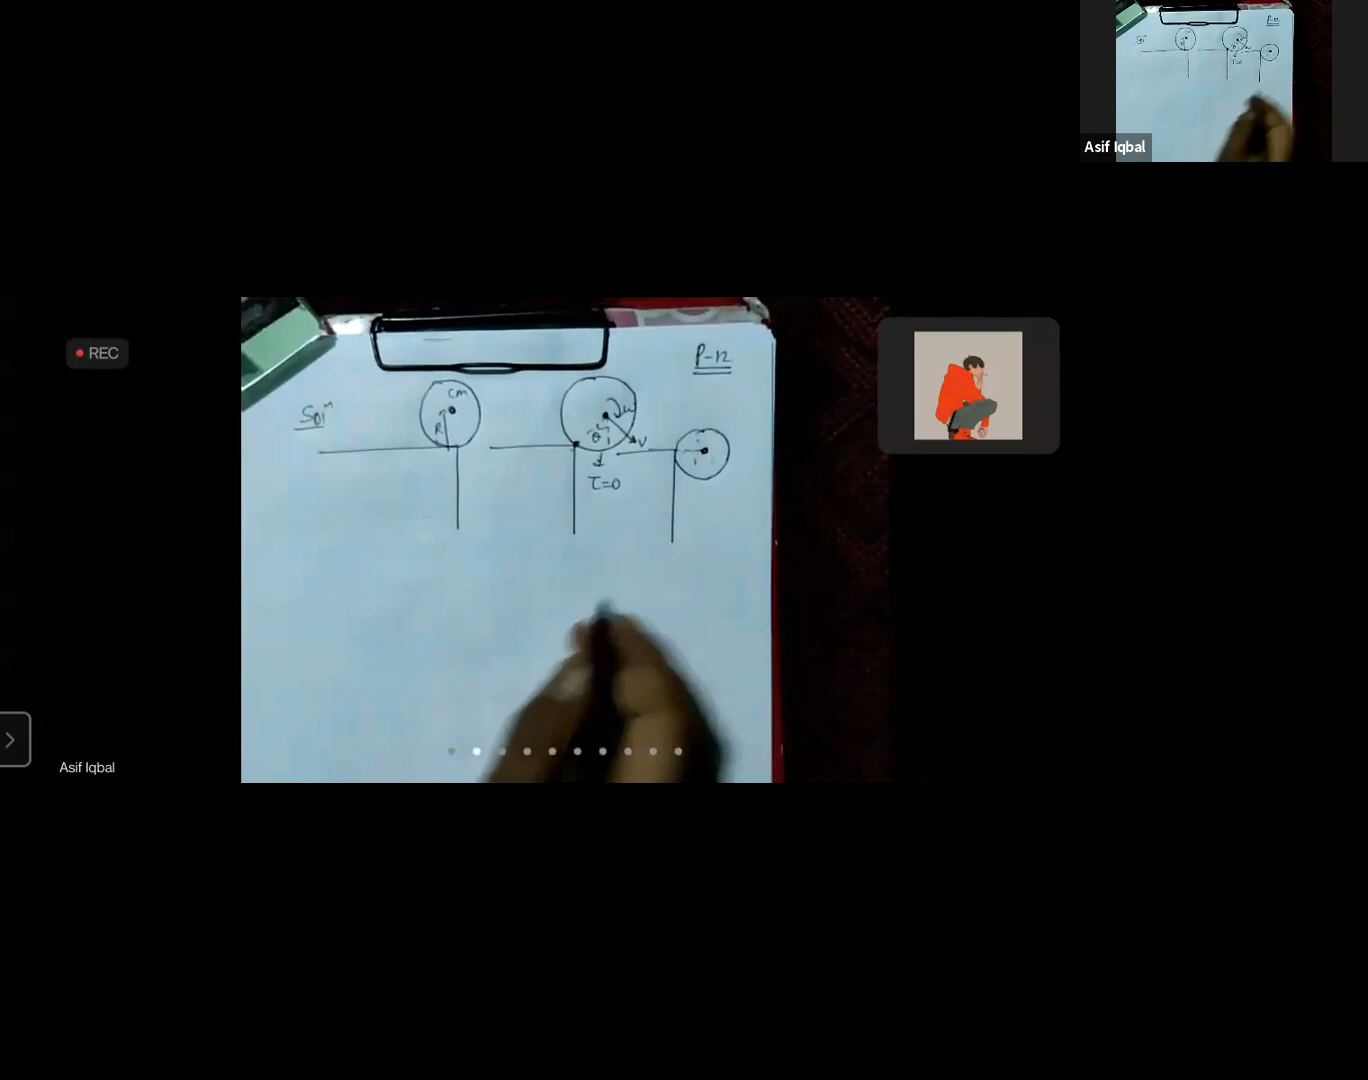 Asif Iqbal
REC
P-12
Soln
CM
R
θ
ω
V
τ=0
Asif Iqbal